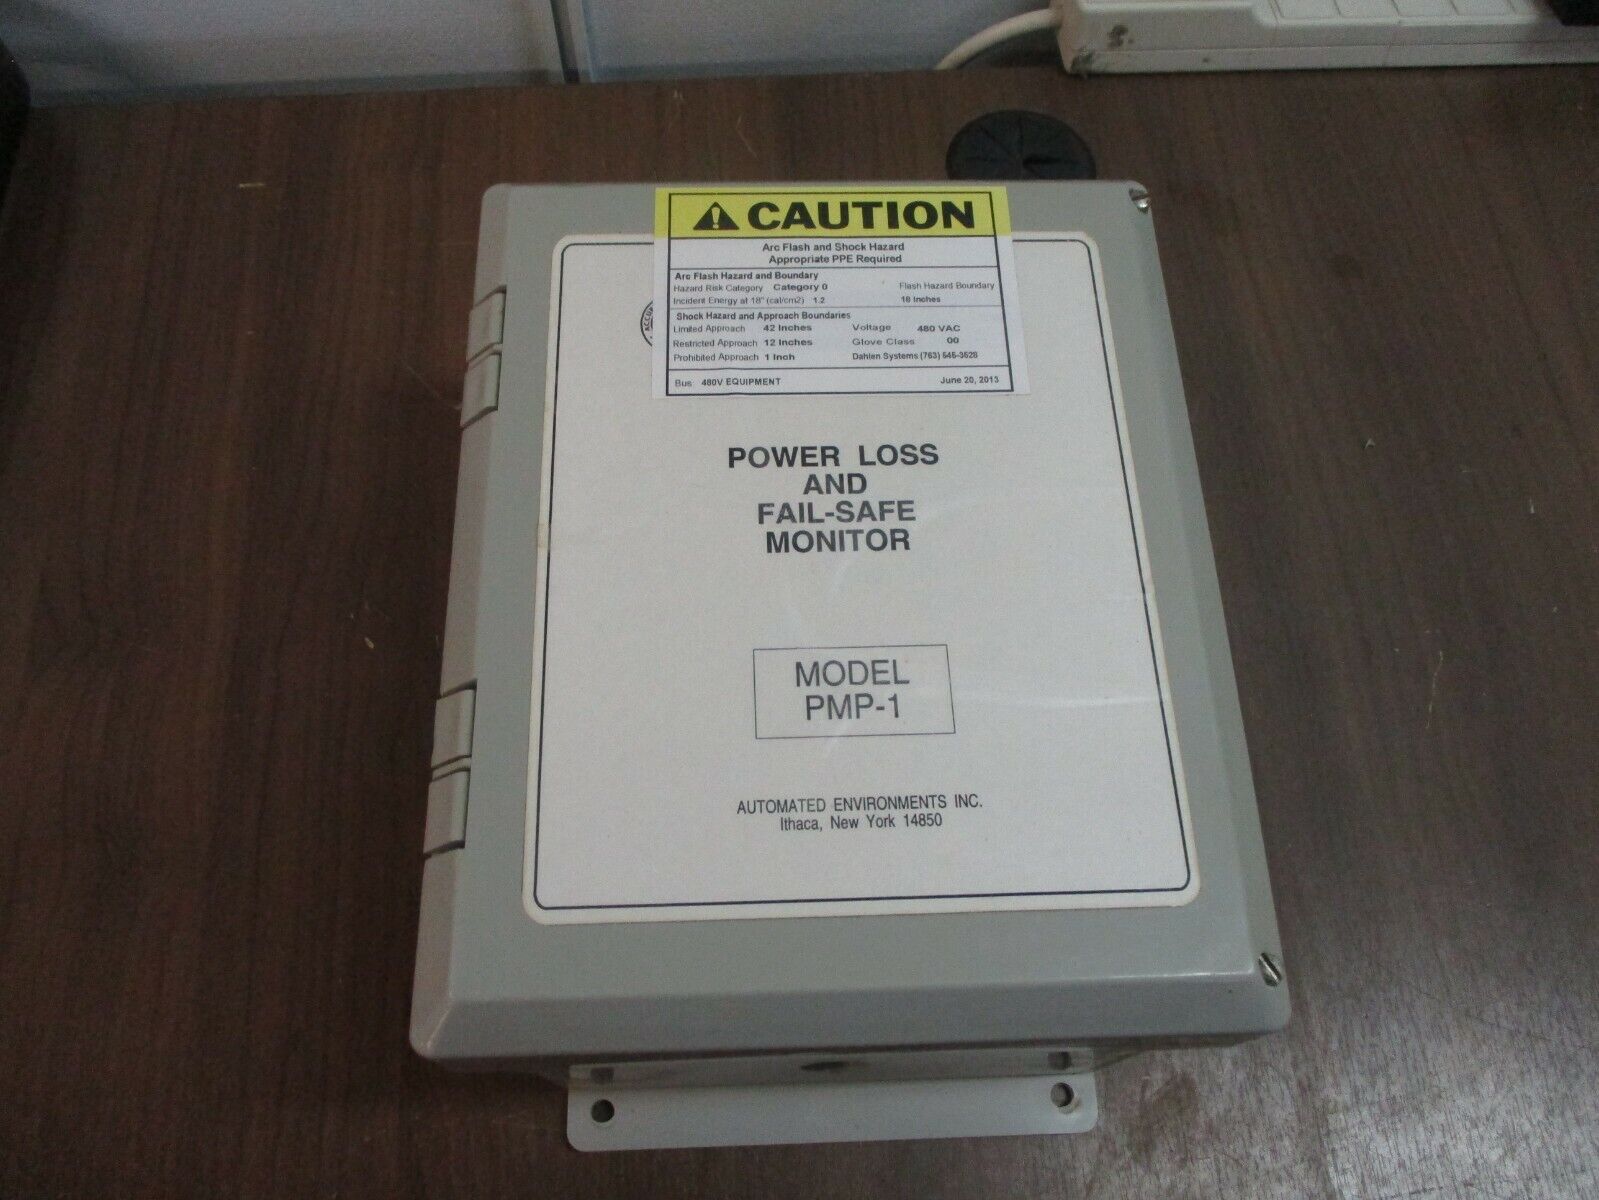 CAUTION
Arc Flash and Shock Hazard
Appropriate PPE Required
Arc Flash Hazard and Boundary
Hazard Risk Category Category 0 Flash Hazard Boundary
Incident Energy at 18" (cal/cm2) 1.2 18 Inches
Shock Hazard and Approach Boundaries
Limited Approach 42 Inches Voltage 480 VAC
Restricted Approach 12 Inches Glove Class 00
Prohibited Approach 1 Inch Dahlen Systems (763) 546-3628
Bus: 480V EQUIPMENT June 20, 2013
POWER LOSS
AND
FAIL-SAFE
MONITOR
MODEL
PMP-1
AUTOMATED ENVIRONMENTS INC.
Ithaca, New York 14850